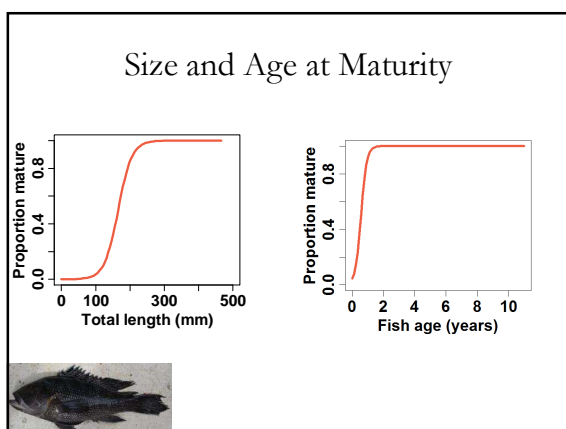 Size and Age at Maturity
Proportion mature
0.8
0.4
0.0
0 100 300 500
Total length (mm)
Proportion mature
0.8
0.4
0.0
0 2 4 6 8 10
Fish age (years)